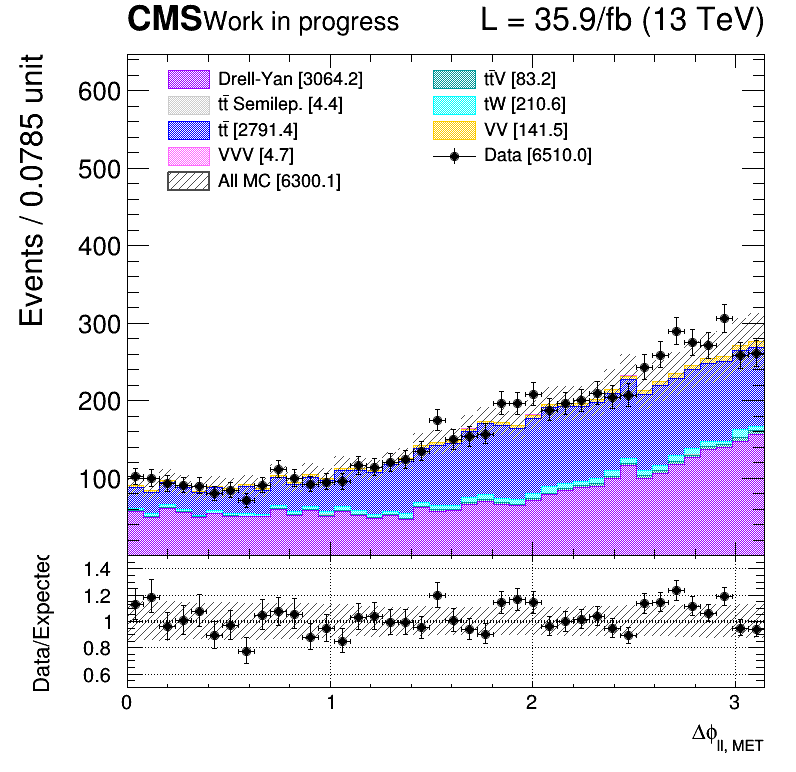 CMS Work in progress L = 35.9/fb (13 TeV)
Events / 0.0785 unit
600
500
400
300
200
100
Drell-Yan [3064.2]
tt̄ Semilep. [4.4]
tt̄ [2791.4]
VVV [4.7]
All MC [6300.1]
tt̄V [83.2]
tW [210.6]
VV [141.5]
Data [6510.0]
Data/Expected
1.4
1.2
1
0.8
0.6
0 1 2 3
Δϕll, MET